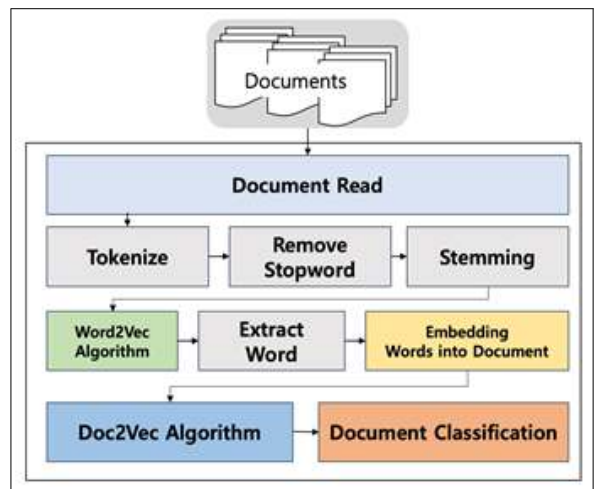 Documents
Document Read
Tokenize
Remove
Stopword
Stemming
Word2Vec
Algorithm
Extract
Word
Embedding
Words into Document
Doc2Vec Algorithm
Document Classification